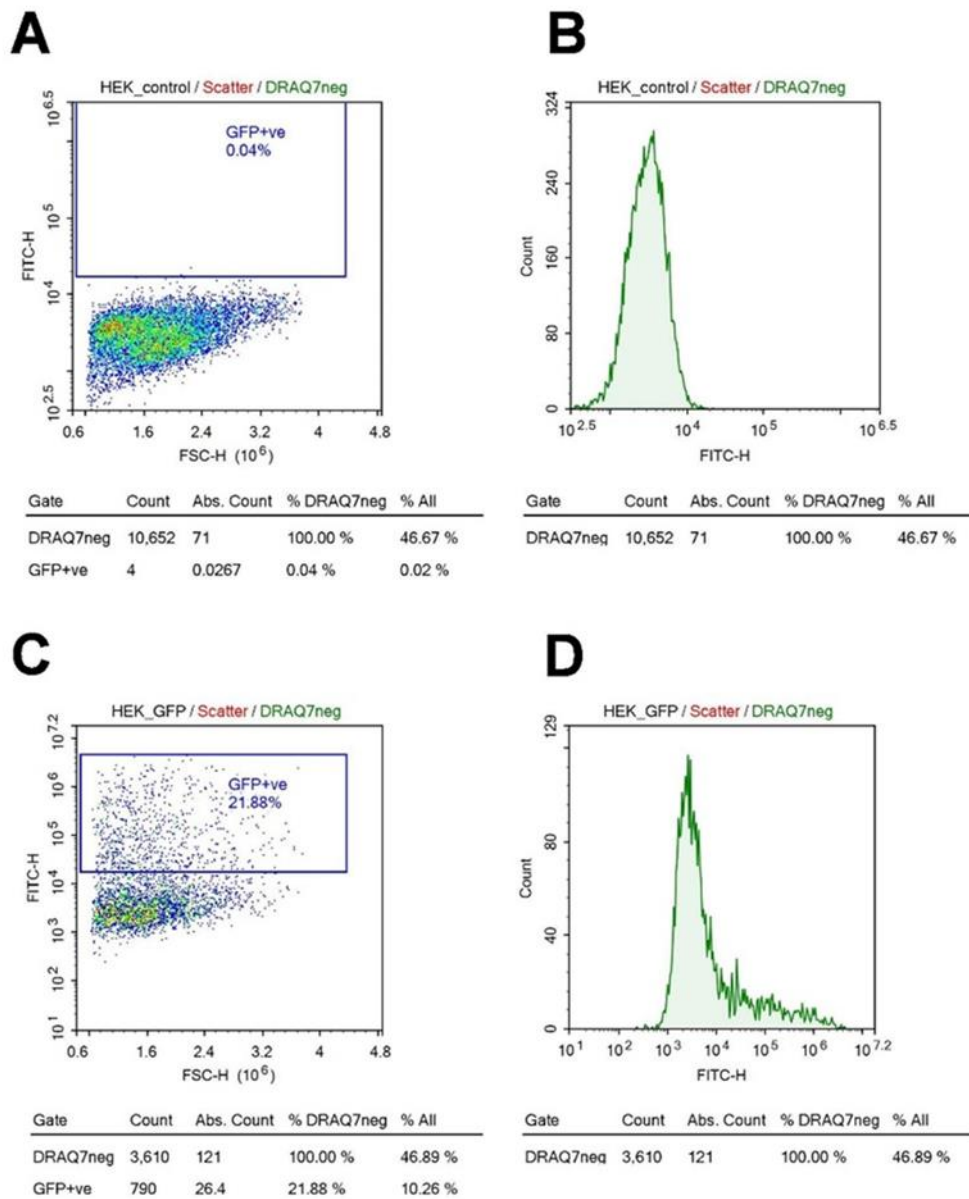 A
HEK_control / Scatter / DRAQ7neg
10^6.5
10^5
10^4
10^2.5
FITC-H
GFP+ve
0.04%
0.6 1.6 2.4 3.2 4 4.8
FSC-H (10^6)
Gate Count Abs. Count % DRAQ7neg % All
DRAQ7neg 10,652 71 100.00 % 46.67 %
GFP+ve 4 0.0267 0.04 % 0.02 %
B
HEK_control / Scatter / DRAQ7neg
324
240
160
80
0
Count
10^2.5 10^4 10^5 10^6.5
FITC-H
Gate Count Abs. Count % DRAQ7neg % All
DRAQ7neg 10,652 71 100.00 % 46.67 %
C
HEK_GFP / Scatter / DRAQ7neg
10^7.2
10^6
10^5
10^4
10^3
10^2
10^1
FITC-H
GFP+ve
21.88%
0.6 1.6 2.4 3.2 4 4.8
FSC-H (10^6)
Gate Count Abs. Count % DRAQ7neg % All
DRAQ7neg 3,610 121 100.00 % 46.89 %
GFP+ve 790 26.4 21.88 % 10.26 %
D
HEK_GFP / Scatter / DRAQ7neg
129
80
40
0
Count
10^1 10^2 10^3 10^4 10^5 10^6 10^7.2
FITC-H
Gate Count Abs. Count % DRAQ7neg % All
DRAQ7neg 3,610 121 100.00 % 46.89 %